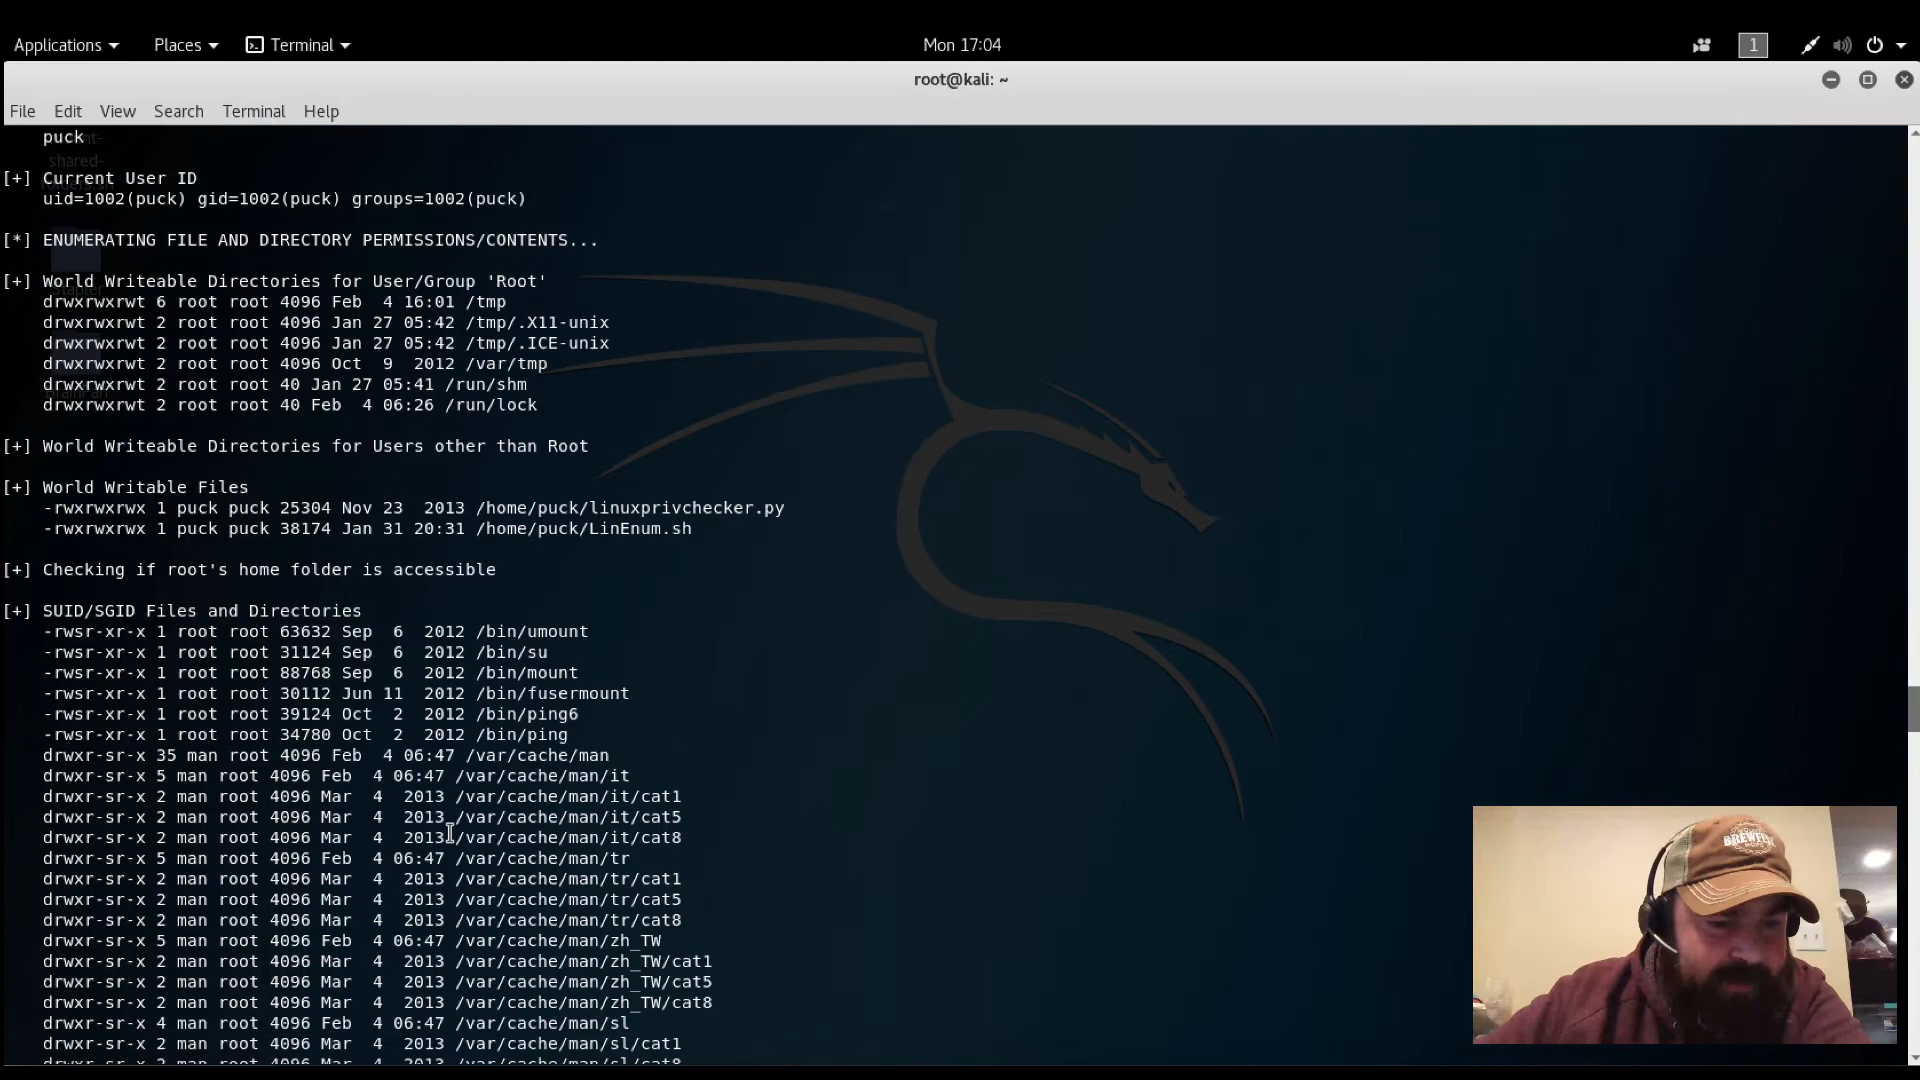 Applications Places Terminal Mon 17:04 1
root@kali: ~
File Edit View Search Terminal Help
puck
[+] Current User ID
uid=1002(puck) gid=1002(puck) groups=1002(puck)
[*] ENUMERATING FILE AND DIRECTORY PERMISSIONS/CONTENTS...
[+] World Writeable Directories for User/Group 'Root'
drwxrwxrwt 6 root root 4096 Feb  4 16:01 /tmp
drwxrwxrwt 2 root root 4096 Jan 27 05:42 /tmp/.X11-unix
drwxrwxrwt 2 root root 4096 Jan 27 05:42 /tmp/.ICE-unix
drwxrwxrwt 2 root root 4096 Oct  9  2012 /var/tmp
drwxrwxrwt 2 root root 40 Jan 27 05:41 /run/shm
drwxrwxrwt 2 root root 40 Feb  4 06:26 /run/lock
[+] World Writeable Directories for Users other than Root
[+] World Writable Files
-rwxrwxrwx 1 puck puck 25304 Nov 23  2013 /home/puck/linuxprivchecker.py
-rwxrwxrwx 1 puck puck 38174 Jan 31 20:31 /home/puck/LinEnum.sh
[+] Checking if root's home folder is accessible
[+] SUID/SGID Files and Directories
-rwsr-xr-x 1 root root 63632 Sep  6  2012 /bin/umount
-rwsr-xr-x 1 root root 31124 Sep  6  2012 /bin/su
-rwsr-xr-x 1 root root 88768 Sep  6  2012 /bin/mount
-rwsr-xr-x 1 root root 30112 Jun 11  2012 /bin/fusermount
-rwsr-xr-x 1 root root 39124 Oct  2  2012 /bin/ping6
-rwsr-xr-x 1 root root 34780 Oct  2  2012 /bin/ping
drwxr-sr-x 35 man root 4096 Feb  4 06:47 /var/cache/man
drwxr-sr-x 5 man root 4096 Feb  4 06:47 /var/cache/man/it
drwxr-sr-x 2 man root 4096 Mar  4  2013 /var/cache/man/it/cat1
drwxr-sr-x 2 man root 4096 Mar  4  2013 /var/cache/man/it/cat5
drwxr-sr-x 2 man root 4096 Mar  4  2013 /var/cache/man/it/cat8
drwxr-sr-x 5 man root 4096 Feb  4 06:47 /var/cache/man/tr
drwxr-sr-x 2 man root 4096 Mar  4  2013 /var/cache/man/tr/cat1
drwxr-sr-x 2 man root 4096 Mar  4  2013 /var/cache/man/tr/cat5
drwxr-sr-x 2 man root 4096 Mar  4  2013 /var/cache/man/tr/cat8
drwxr-sr-x 5 man root 4096 Feb  4 06:47 /var/cache/man/zh_TW
drwxr-sr-x 2 man root 4096 Mar  4  2013 /var/cache/man/zh_TW/cat1
drwxr-sr-x 2 man root 4096 Mar  4  2013 /var/cache/man/zh_TW/cat5
drwxr-sr-x 2 man root 4096 Mar  4  2013 /var/cache/man/zh_TW/cat8
drwxr-sr-x 4 man root 4096 Feb  4 06:47 /var/cache/man/sl
drwxr-sr-x 2 man root 4096 Mar  4  2013 /var/cache/man/sl/cat1
drwxr-sr-x 2 man root 4096 Mar  4  2013 /var/cache/man/sl/cat8